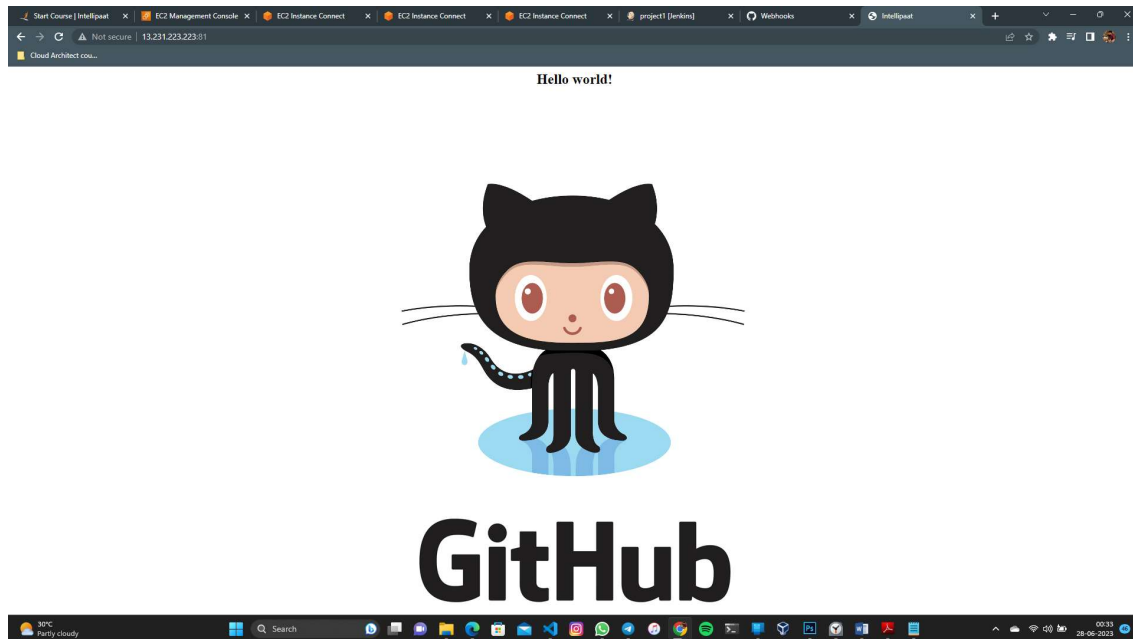 Start Course | Intellipaat
EC2 Management Console
EC2 Instance Connect
EC2 Instance Connect
EC2 Instance Connect
project1 [Jenkins]
Webhooks
Intellipaat
Not secure | 13.231.223.223:81
Cloud Architect cou...
Hello world!
GitHub
30°C
Partly cloudy
Search
00:33
28-06-2023